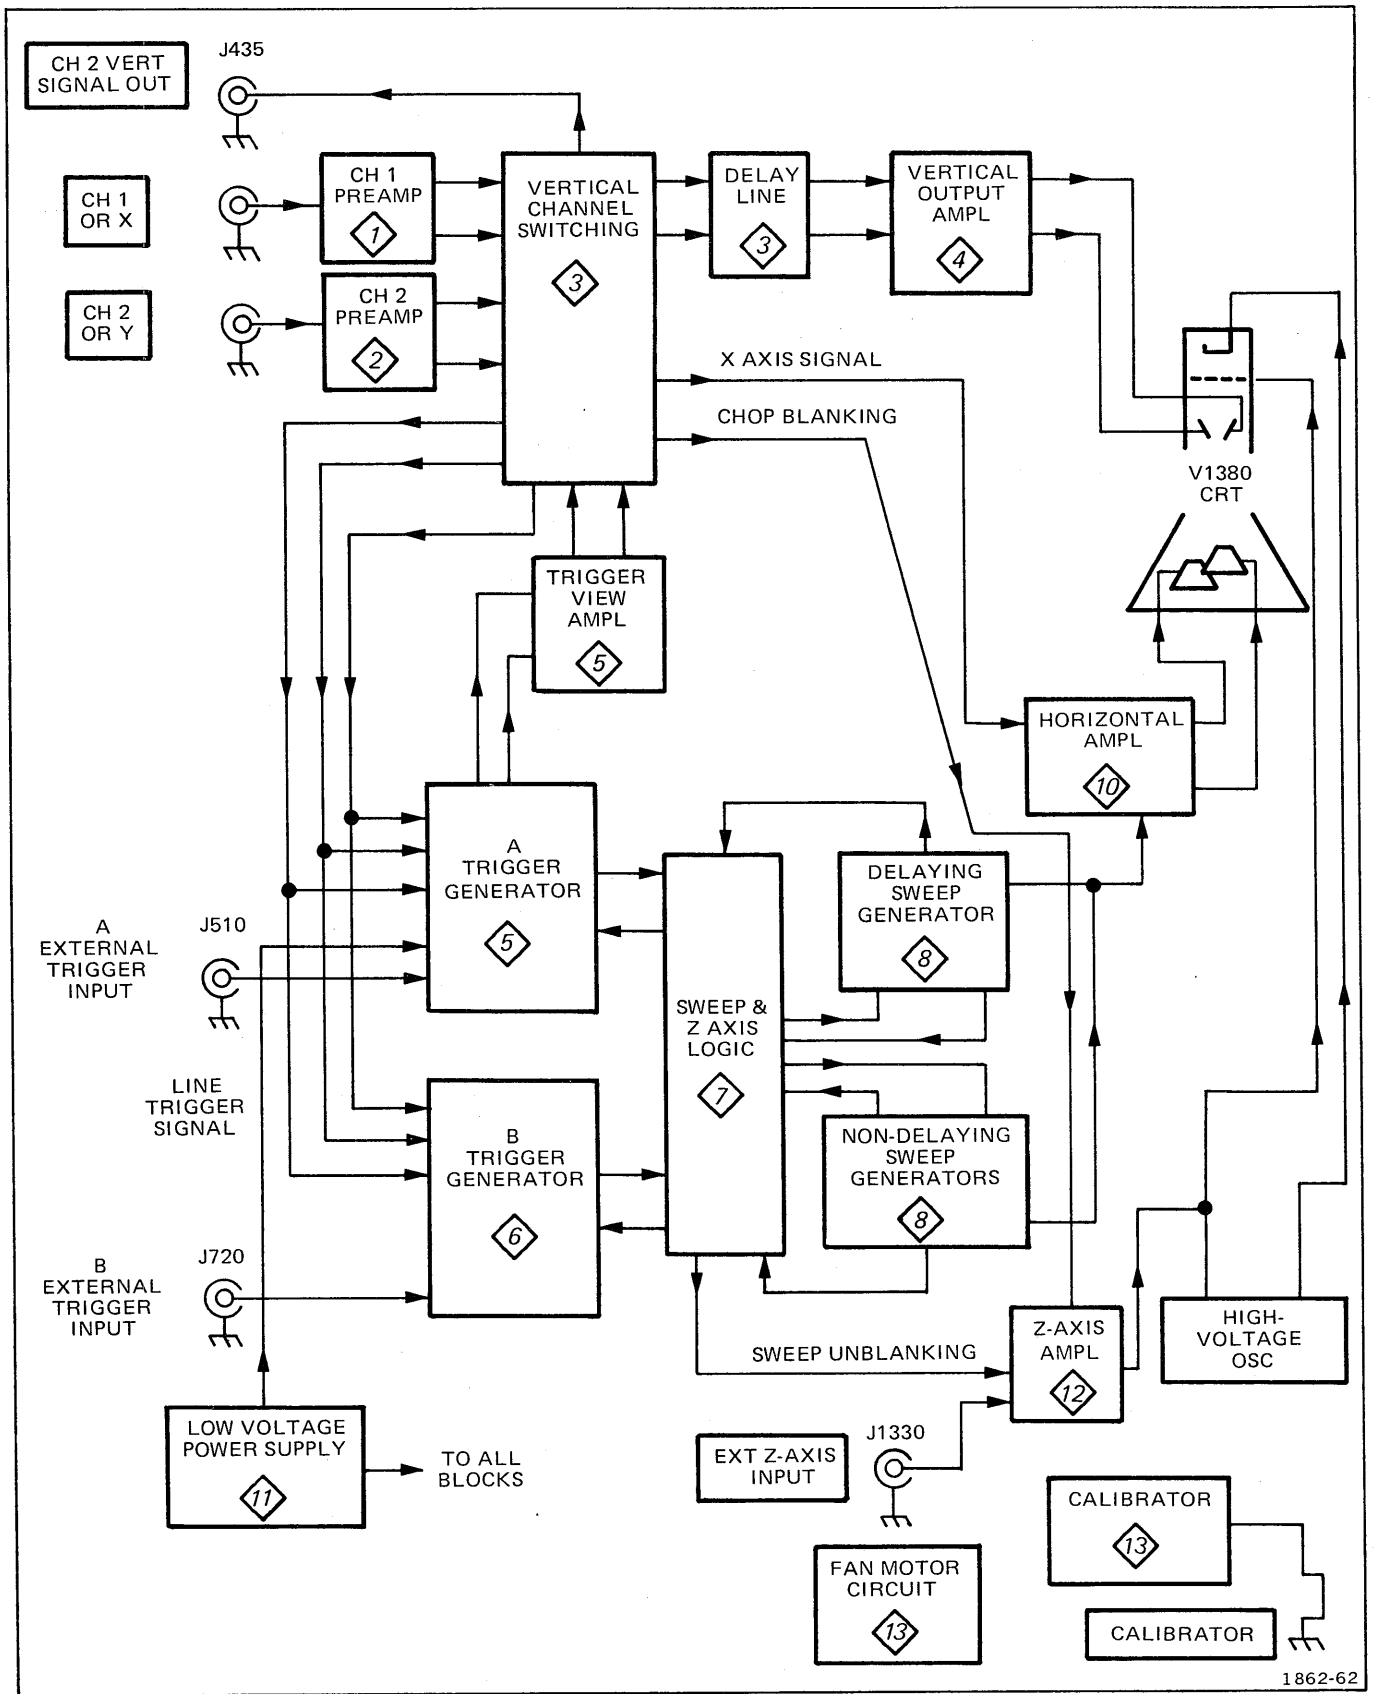 CH 2 VERT
SIGNAL OUT
J435
CH 1
OR X
CH 1
PREAMP
1
VERTICAL
CHANNEL
SWITCHING
3
DELAY
LINE
3
VERTICAL
OUTPUT
AMPL
4
CH 2
OR Y
CH 2
PREAMP
2
X AXIS SIGNAL
CHOP BLANKING
V1380
CRT
TRIGGER
VIEW
AMPL
5
HORIZONTAL
AMPL
10
A
TRIGGER
GENERATOR
5
DELAYING
SWEEP
GENERATOR
8
A
EXTERNAL
TRIGGER
INPUT
J510
SWEEP &
Z AXIS
LOGIC
7
LINE
TRIGGER
SIGNAL
B
TRIGGER
GENERATOR
6
NON-DELAYING
SWEEP
GENERATORS
8
B
EXTERNAL
TRIGGER
INPUT
J720
SWEEP UNBLANKING
Z-AXIS
AMPL
12
HIGH-
VOLTAGE
OSC
LOW VOLTAGE
POWER SUPPLY
11
TO ALL
BLOCKS
EXT Z-AXIS
INPUT
J1330
CALIBRATOR
13
FAN MOTOR
CIRCUIT
13
CALIBRATOR
1862-62